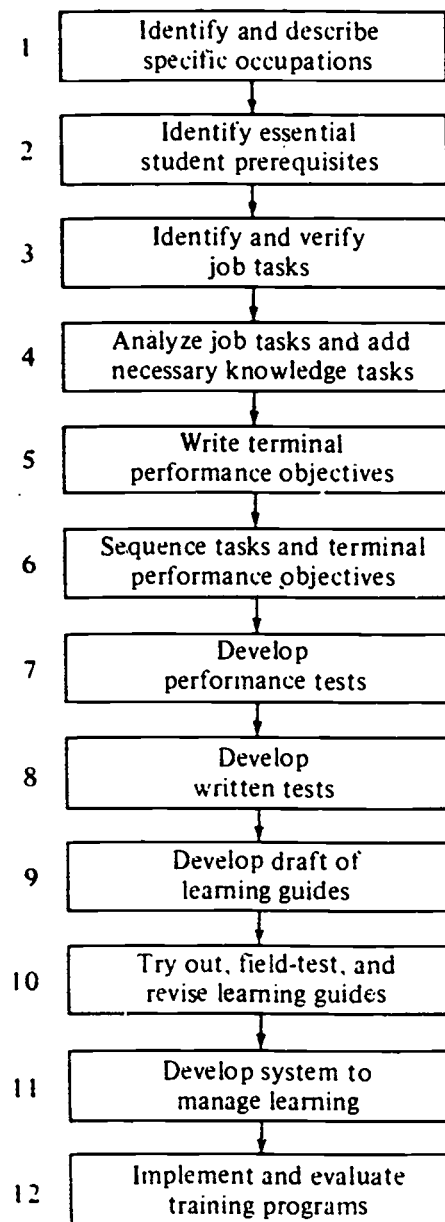 1
Identify and describe
specific occupations
2
Identify essential
student prerequisites
3
Identify and verify
job tasks
4
Analyze job tasks and add
necessary knowledge tasks
5
Write terminal
performance objectives
6
Sequence tasks and terminal
performance objectives
7
Develop
performance tests
8
Develop
written tests
9
Develop draft of
learning guides
10
Try out, field-test, and
revise learning guides
11
Develop system to
manage learning
12
Implement and evaluate
training programs